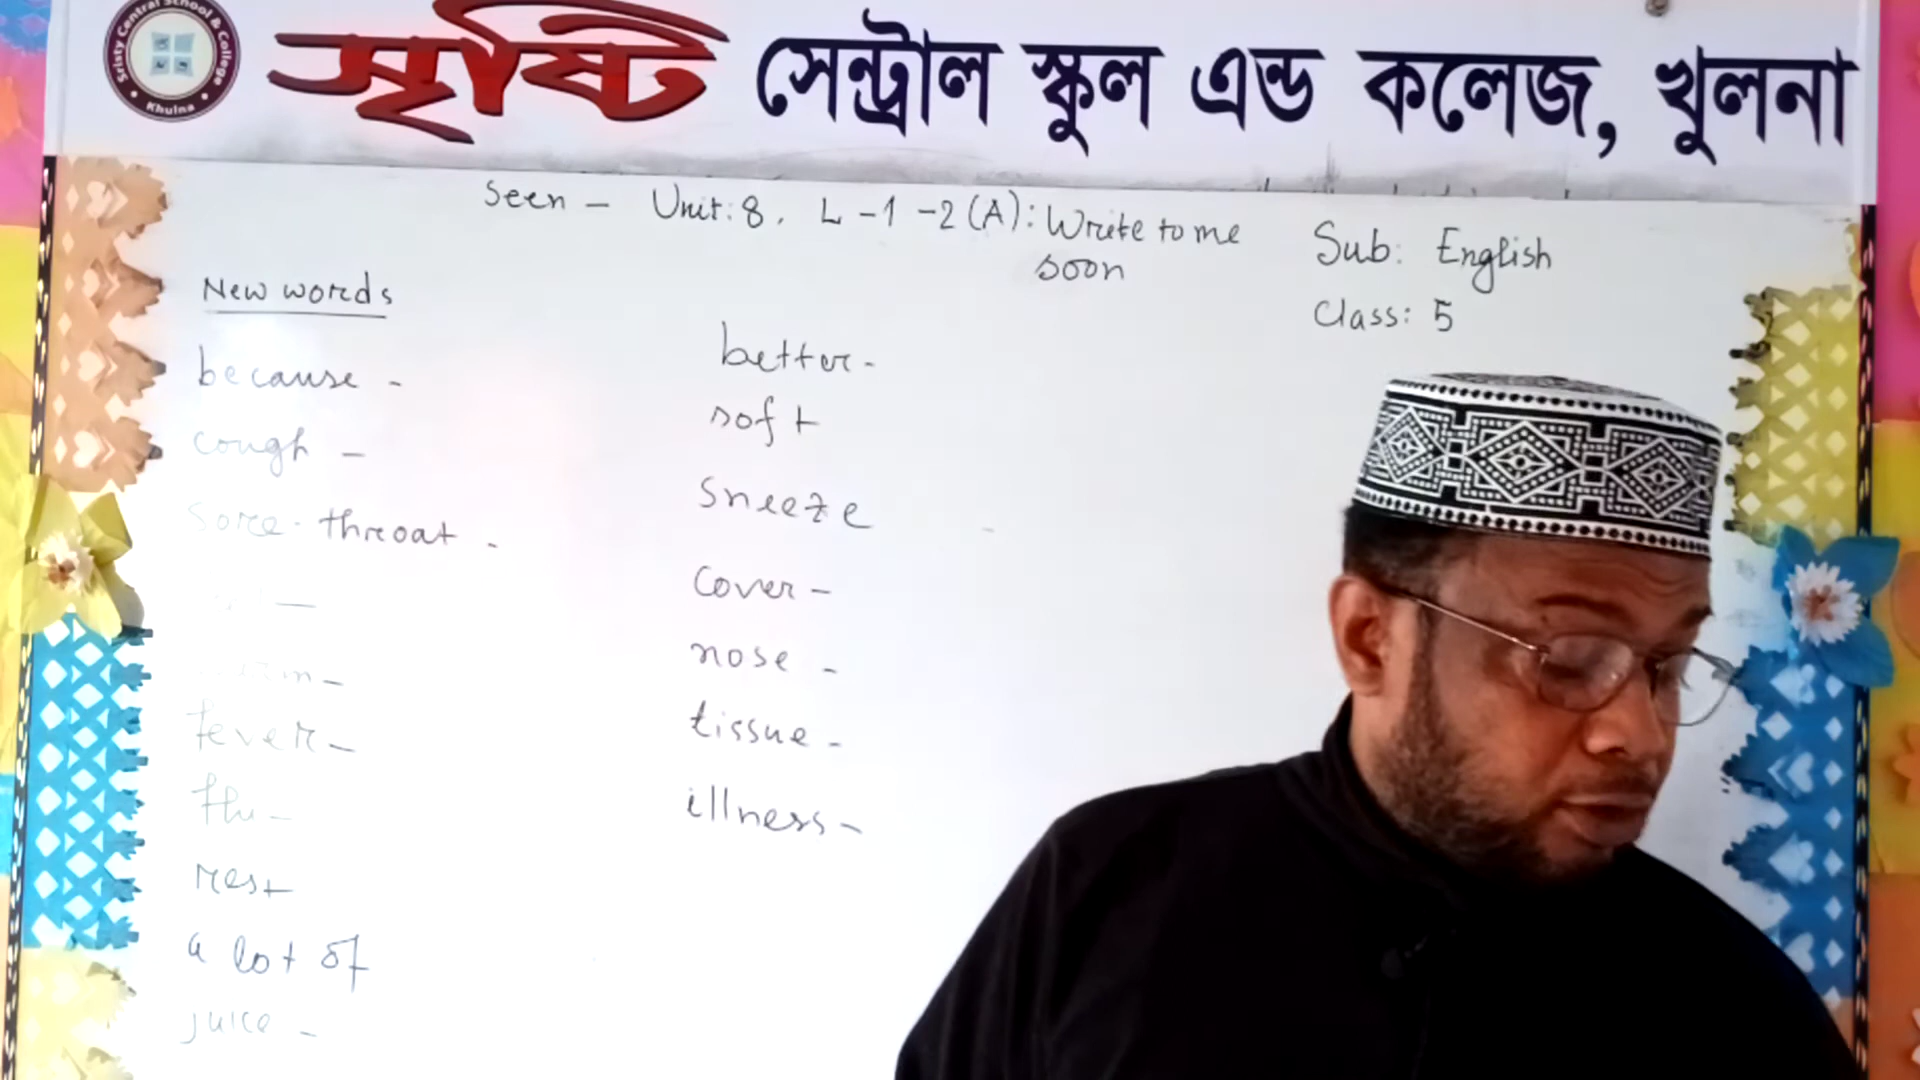 Sristy Central School & College
Khulna
সৃষ্টি সেন্ট্রাল স্কুল এন্ড কলেজ, খুলনা
Seen - Unit: 8, L-1-2(A): Write to me
soon
Sub: English
Class: 5
New words
because -
cough -
Sore throat -
fever -
flu -
rest
a lot of
juice -
better -
soft
Sneeze
Cover -
nose -
tissue -
illness -